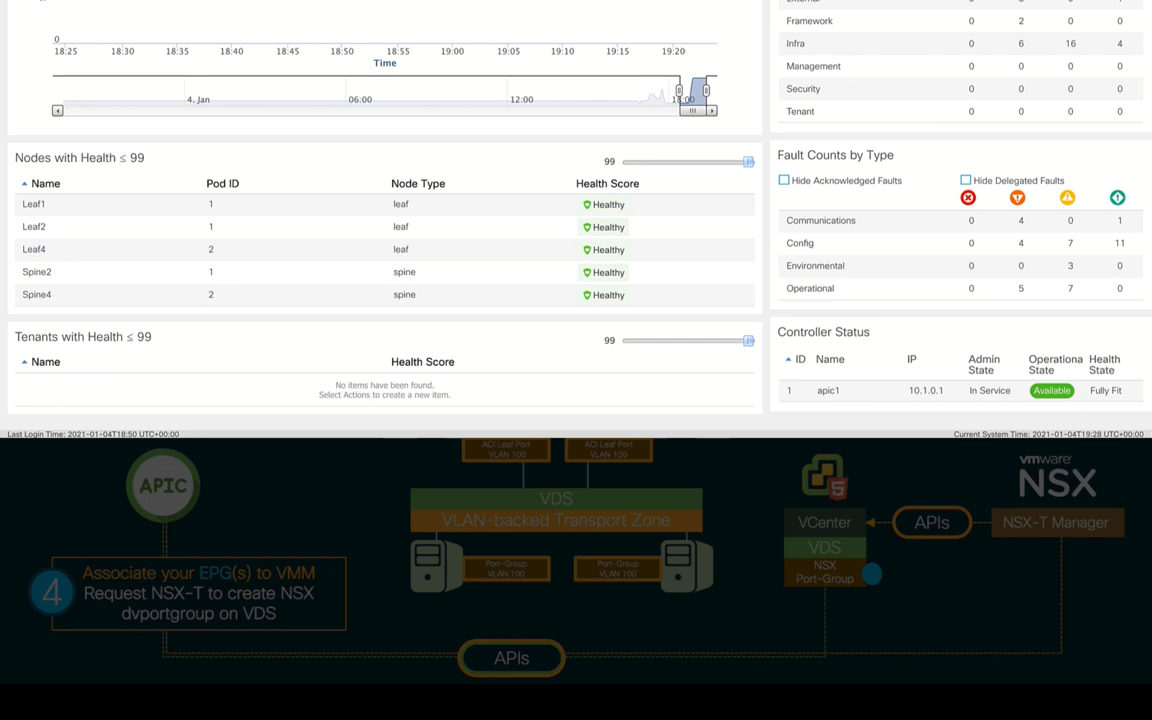 0
18:25 18:30 18:35 18:40 18:45 18:50 18:55 19:00 19:05 19:10 19:15 19:20
Time
4. Jan 06:00 12:00 18:00
Framework 0 2 0 0
Infra 0 6 16 4
Management 0 0 0 0
Security 0 0 0 0
Tenant 0 0 0 0
Nodes with Health ≤ 99
99
Name Pod ID Node Type Health Score
Leaf1 1 leaf Healthy
Leaf2 1 leaf Healthy
Leaf4 2 leaf Healthy
Spine2 1 spine Healthy
Spine4 2 spine Healthy
Fault Counts by Type
Hide Acknowledged Faults Hide Delegated Faults
Communications 0 4 0 1
Config 0 4 7 11
Environmental 0 0 3 0
Operational 0 5 7 0
Tenants with Health ≤ 99
99
Name Health Score
No items have been found.
Select Actions to create a new item.
Controller Status
ID Name IP Admin State Operationa State Health State
1 apic1 10.1.0.1 In Service Available Fully Fit
Last Login Time: 2021-01-04T18:50 UTC+00:00
Current System Time: 2021-01-04T19:28 UTC+00:00
APIC
ACI Leaf Port
VLAN 100
ACI Leaf Port
VLAN 100
VDS
VLAN-backed Transport Zone
Port-Group
VLAN 100
Port-Group
VLAN 100
5
vmware
NSX
VCenter
APIs
NSX-T Manager
VDS
NSX
Port-Group
4
Associate your EPG(s) to VMM
Request NSX-T to create NSX
dvportgroup on VDS
APIs